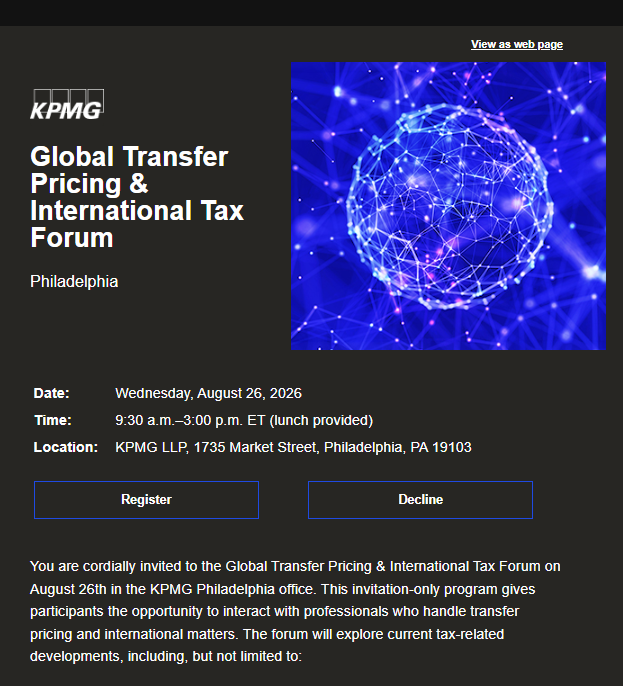 View as web page
KPMG
Global Transfer
Pricing &
International Tax
Forum
Philadelphia
Date: Wednesday, August 26, 2026
Time: 9:30 a.m.–3:00 p.m. ET (lunch provided)
Location: KPMG LLP, 1735 Market Street, Philadelphia, PA 19103
Register Decline
You are cordially invited to the Global Transfer Pricing & International Tax Forum on
August 26th in the KPMG Philadelphia office. This invitation-only program gives
participants the opportunity to interact with professionals who handle transfer
pricing and international matters. The forum will explore current tax-related
developments, including, but not limited to: